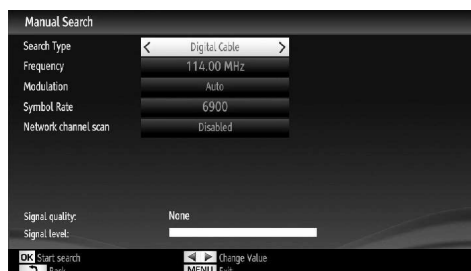 Manual Search
Search Type < Digital Cable >
Frequency 114.00 MHz
Modulation Auto
Symbol Rate 6900
Network channel scan Disabled
Signal quality: None
Signal level:
OK Start search ◀ ▶ Change Value
Back MENU Exit